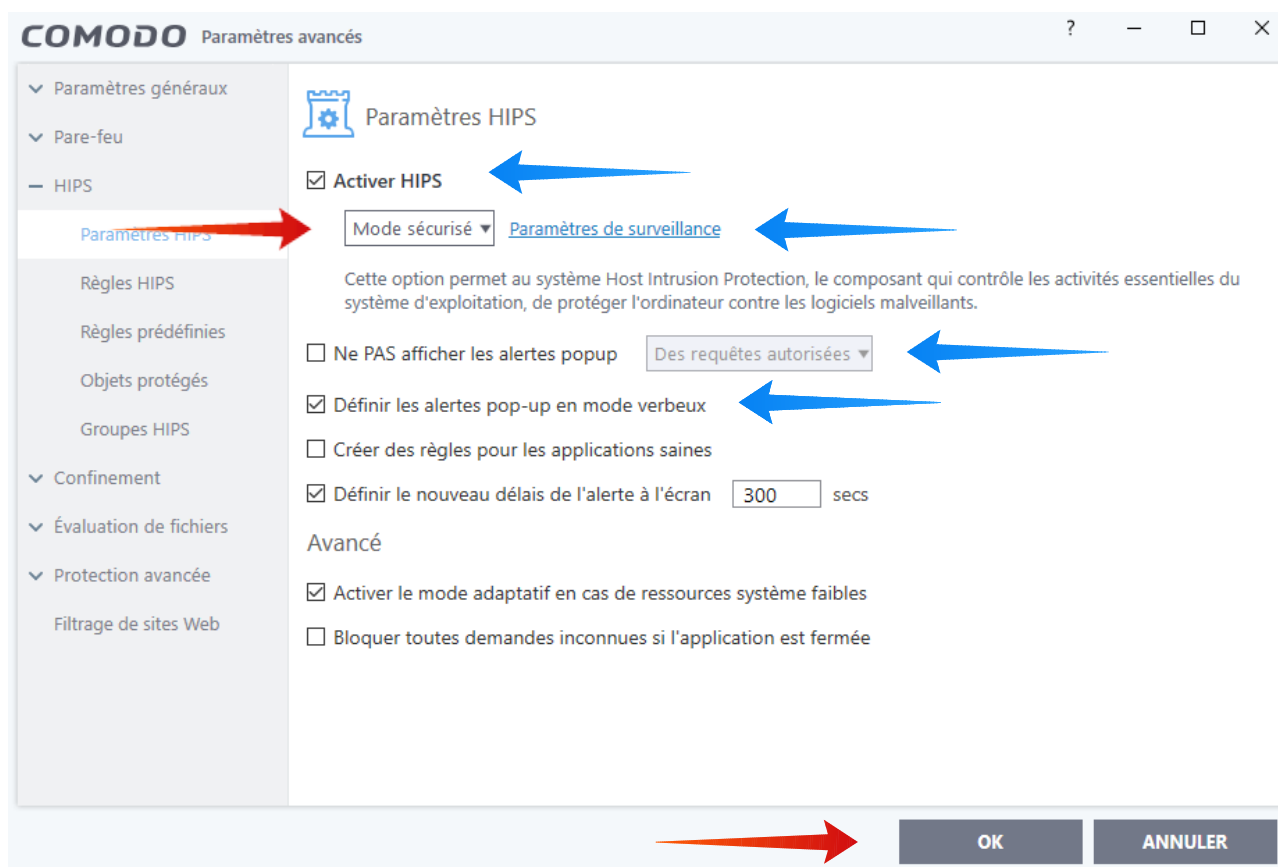 COMODO Paramètres avancés
?
Paramètres généraux
Pare-feu
HIPS
Paramètres HIPS
Règles HIPS
Règles prédéfinies
Objets protégés
Groupes HIPS
Confinement
Évaluation de fichiers
Protection avancée
Filtrage de sites Web
Paramètres HIPS
Activer HIPS
Mode sécurisé Paramètres de surveillance
Cette option permet au système Host Intrusion Protection, le composant qui contrôle les activités essentielles du
système d'exploitation, de protéger l'ordinateur contre les logiciels malveillants.
Ne PAS afficher les alertes popup Des requêtes autorisées
Définir les alertes pop-up en mode verbeux
Créer des règles pour les applications saines
Définir le nouveau délais de l'alerte à l'écran 300 secs
Avancé
Activer le mode adaptatif en cas de ressources système faibles
Bloquer toutes demandes inconnues si l'application est fermée
OK ANNULER